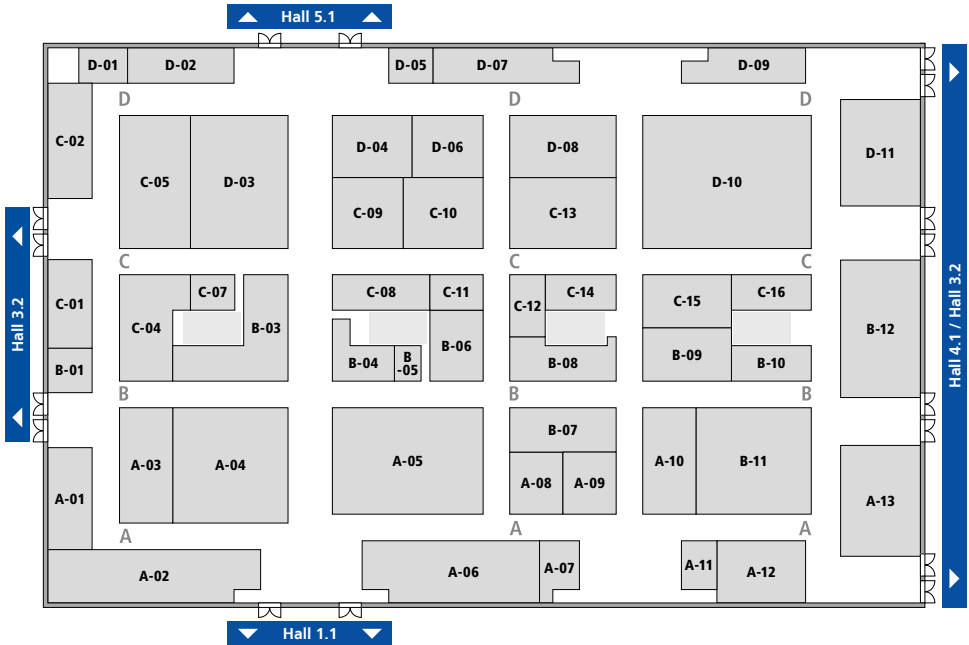 Hall 5.1
D-01
D-02
D-05
D-07
D-09
D
D
D
C-02
C-05
D-03
D-04
D-06
D-08
D-10
D-11
C-09
C-10
C-13
C
C
C
C-01
C-04
C-07
B-03
C-08
C-11
C-12
C-14
C-15
C-16
B-12
Hall 3.2
Hall 4.1 / Hall 3.2
B-01
B-04
B
-05
B-06
B-08
B-09
B-10
B
B
B
A-01
A-03
A-04
A-05
B-07
A-08
A-09
A-10
B-11
A-13
A
A
A
A-02
A-06
A-07
A-11
A-12
Hall 1.1